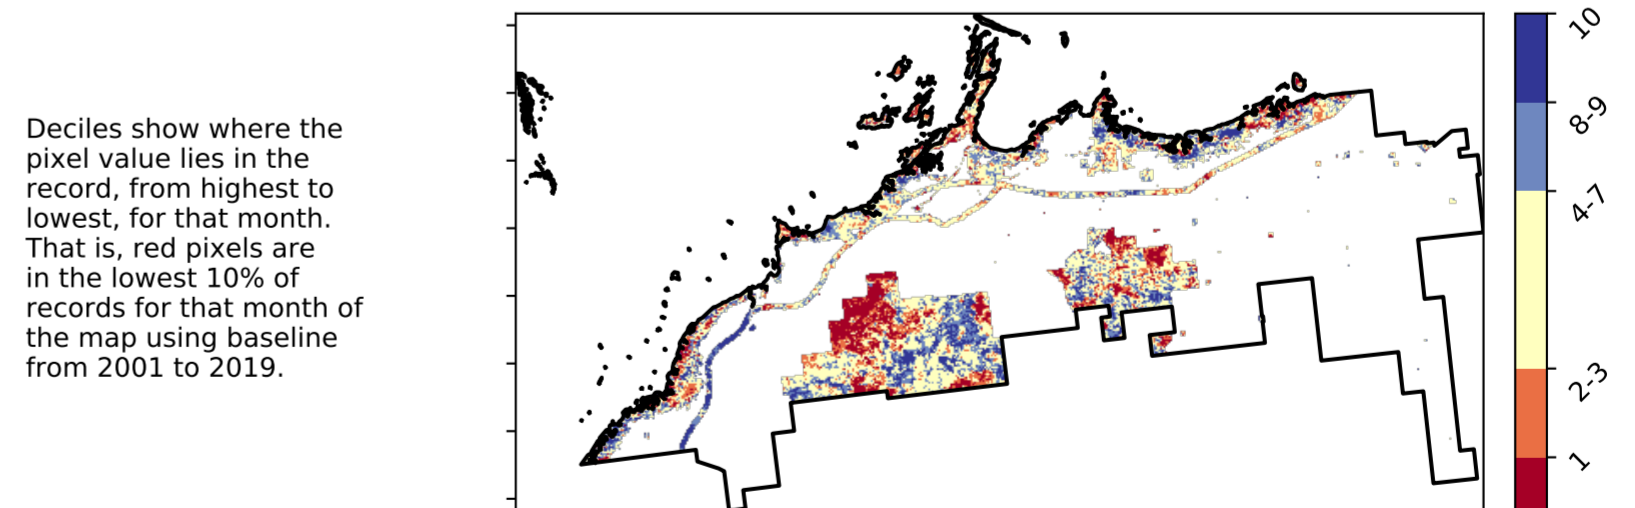 Deciles show where the
pixel value lies in the
record, from highest to
lowest, for that month.
That is, red pixels are
in the lowest 10% of
records for that month of
the map using baseline
from 2001 to 2019.
10
8-9
4-7
2-3
1